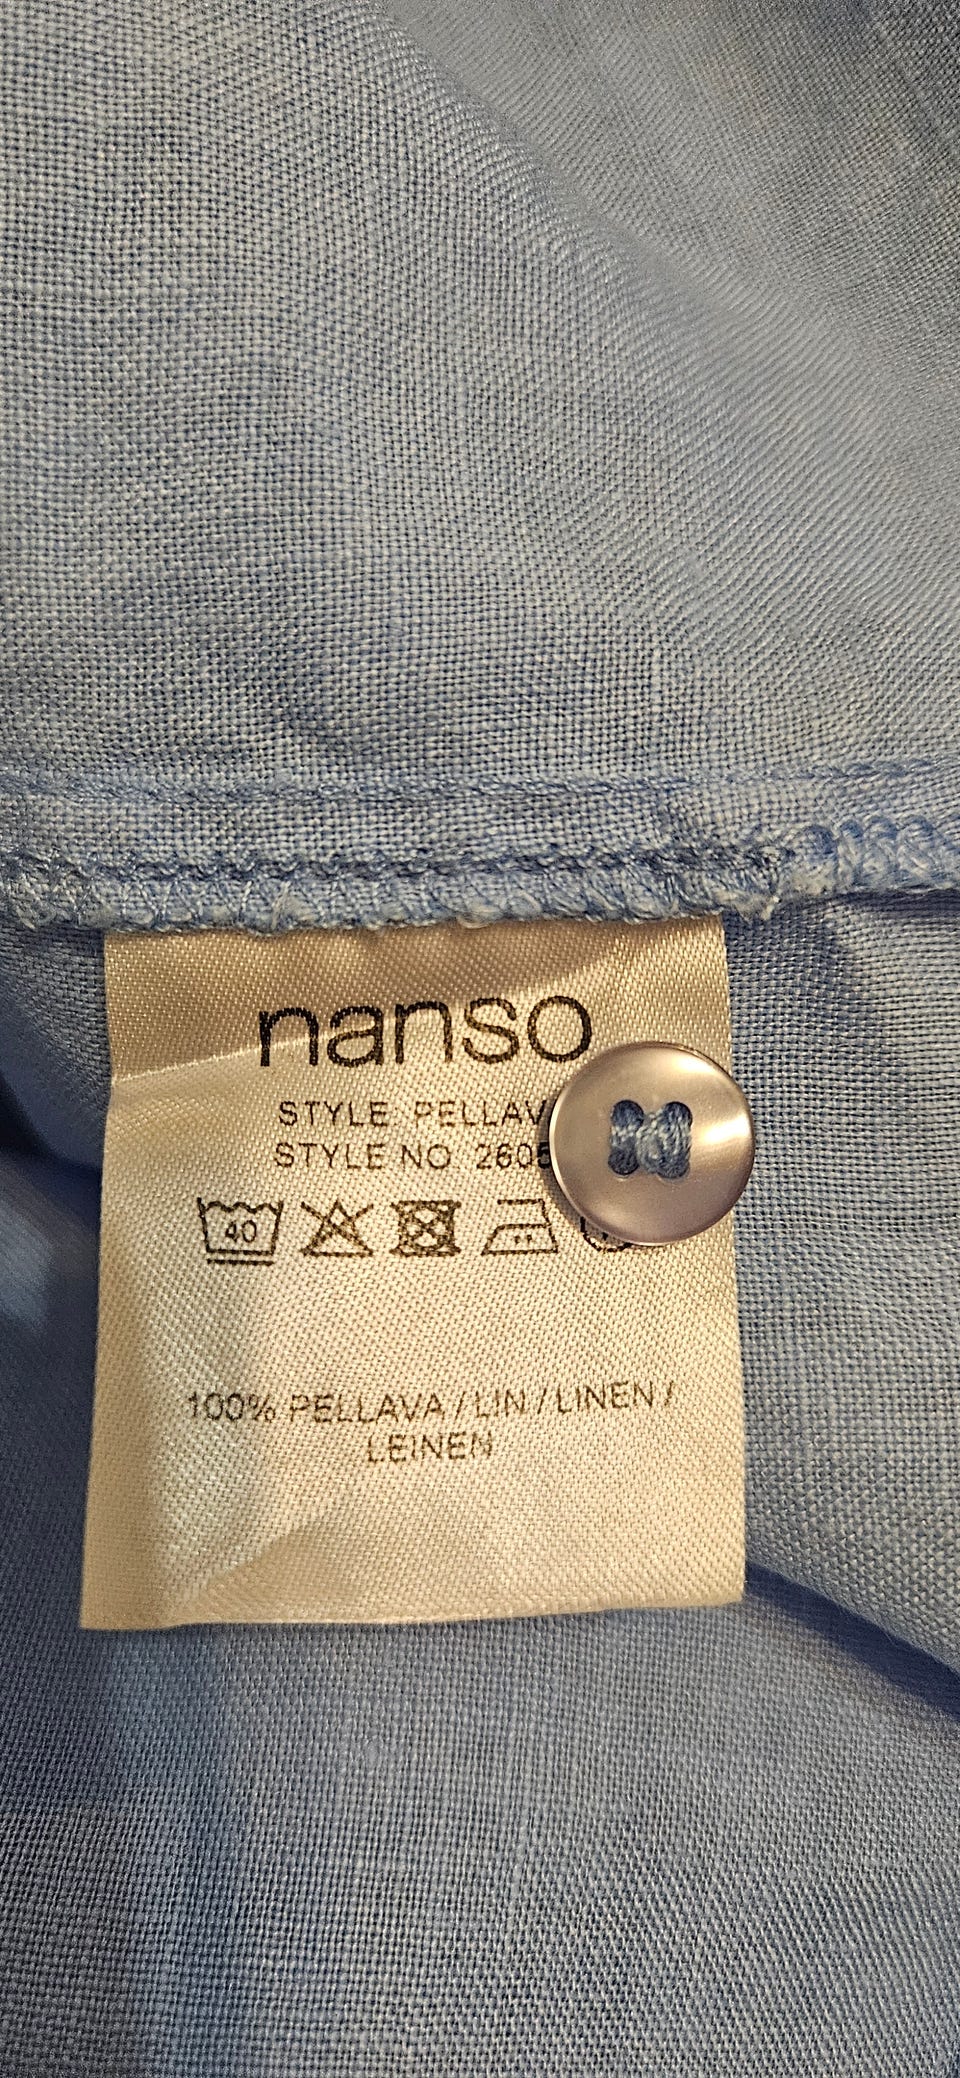 nanso
STYLE: PELLAV
STYLE NO 2605
40
100% PELLAVA / LIN / LINEN /
LEINEN